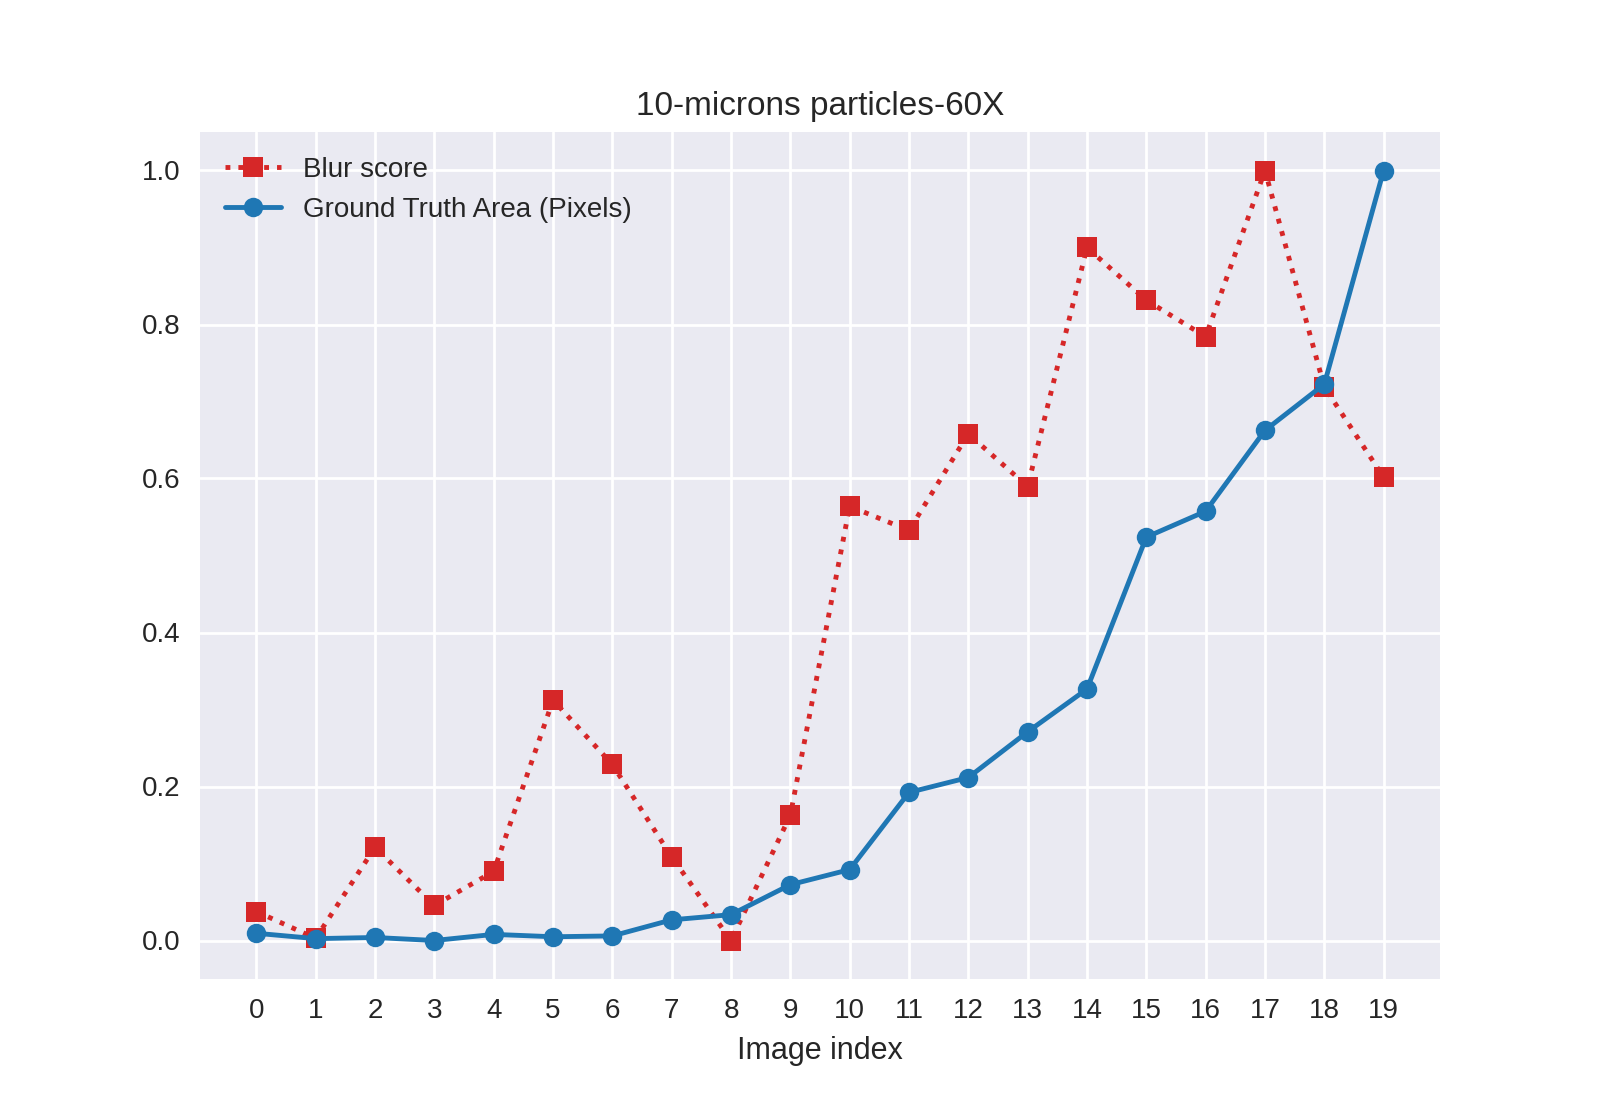 10-microns particles-60X
Blur score
Ground Truth Area (Pixels)
1.0
0.8
0.6
0.4
0.2
0.0
0 1 2 3 4 5 6 7 8 9 10 11 12 13 14 15 16 17 18 19
Image index